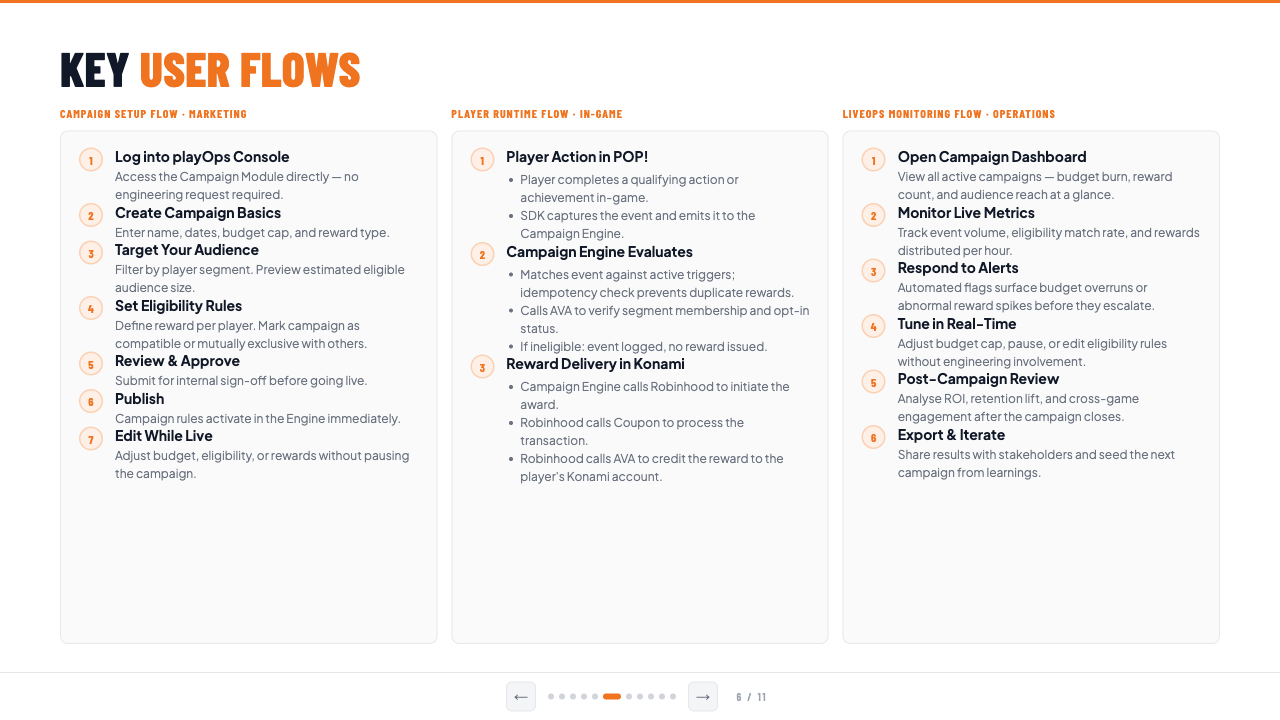 KEY USER FLOWS
CAMPAIGN SETUP FLOW · MARKETING
1
Log into playOps Console
Access the Campaign Module directly — no
engineering request required.
2
Create Campaign Basics
Enter name, dates, budget cap, and reward type.
3
Target Your Audience
Filter by player segment. Preview estimated eligible
audience size.
4
Set Eligibility Rules
Define reward per player. Mark campaign as
compatible or mutually exclusive with others.
5
Review & Approve
Submit for internal sign-off before going live.
6
Publish
Campaign rules activate in the Engine immediately.
7
Edit While Live
Adjust budget, eligibility, or rewards without pausing
the campaign.
PLAYER RUNTIME FLOW · IN-GAME
1
Player Action in POP!
• Player completes a qualifying action or
achievement in-game.
• SDK captures the event and emits it to the
Campaign Engine.
2
Campaign Engine Evaluates
• Matches event against active triggers;
idempotency check prevents duplicate rewards.
• Calls AVA to verify segment membership and opt-in
status.
• If ineligible: event logged, no reward issued.
3
Reward Delivery in Konami
• Campaign Engine calls Robinhood to initiate the
award.
• Robinhood calls Coupon to process the
transaction.
• Robinhood calls AVA to credit the reward to the
player's Konami account.
LIVEOPS MONITORING FLOW · OPERATIONS
1
Open Campaign Dashboard
View all active campaigns — budget burn, reward
count, and audience reach at a glance.
2
Monitor Live Metrics
Track event volume, eligibility match rate, and rewards
distributed per hour.
3
Respond to Alerts
Automated flags surface budget overruns or
abnormal reward spikes before they escalate.
4
Tune in Real-Time
Adjust budget cap, pause, or edit eligibility rules
without engineering involvement.
5
Post-Campaign Review
Analyse ROI, retention lift, and cross-game
engagement after the campaign closes.
6
Export & Iterate
Share results with stakeholders and seed the next
campaign from learnings.
← → 6 / 11